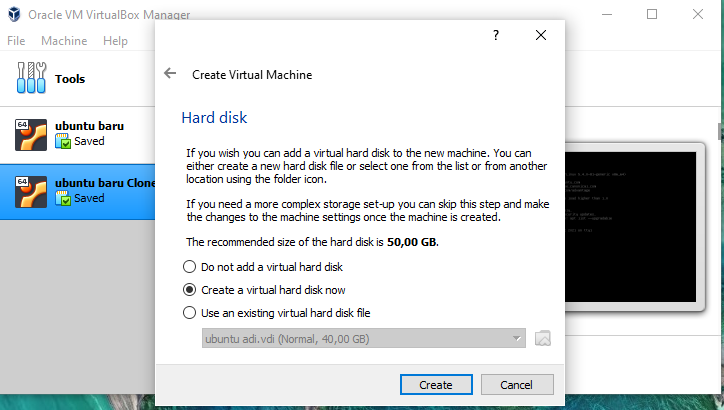 Oracle VM VirtualBox Manager
File Machine Help
Tools
64
ubuntu baru
Saved
64
ubuntu baru Clone
Saved
?
Create Virtual Machine
Hard disk
If you wish you can add a virtual hard disk to the new machine. You can
either create a new hard disk file or select one from the list or from another
location using the folder icon.
If you need a more complex storage set-up you can skip this step and make
the changes to the machine settings once the machine is created.
The recommended size of the hard disk is 50,00 GB.
Do not add a virtual hard disk
Create a virtual hard disk now
Use an existing virtual hard disk file
ubuntu adi.vdi (Normal, 40,00 GB)
Create
Cancel